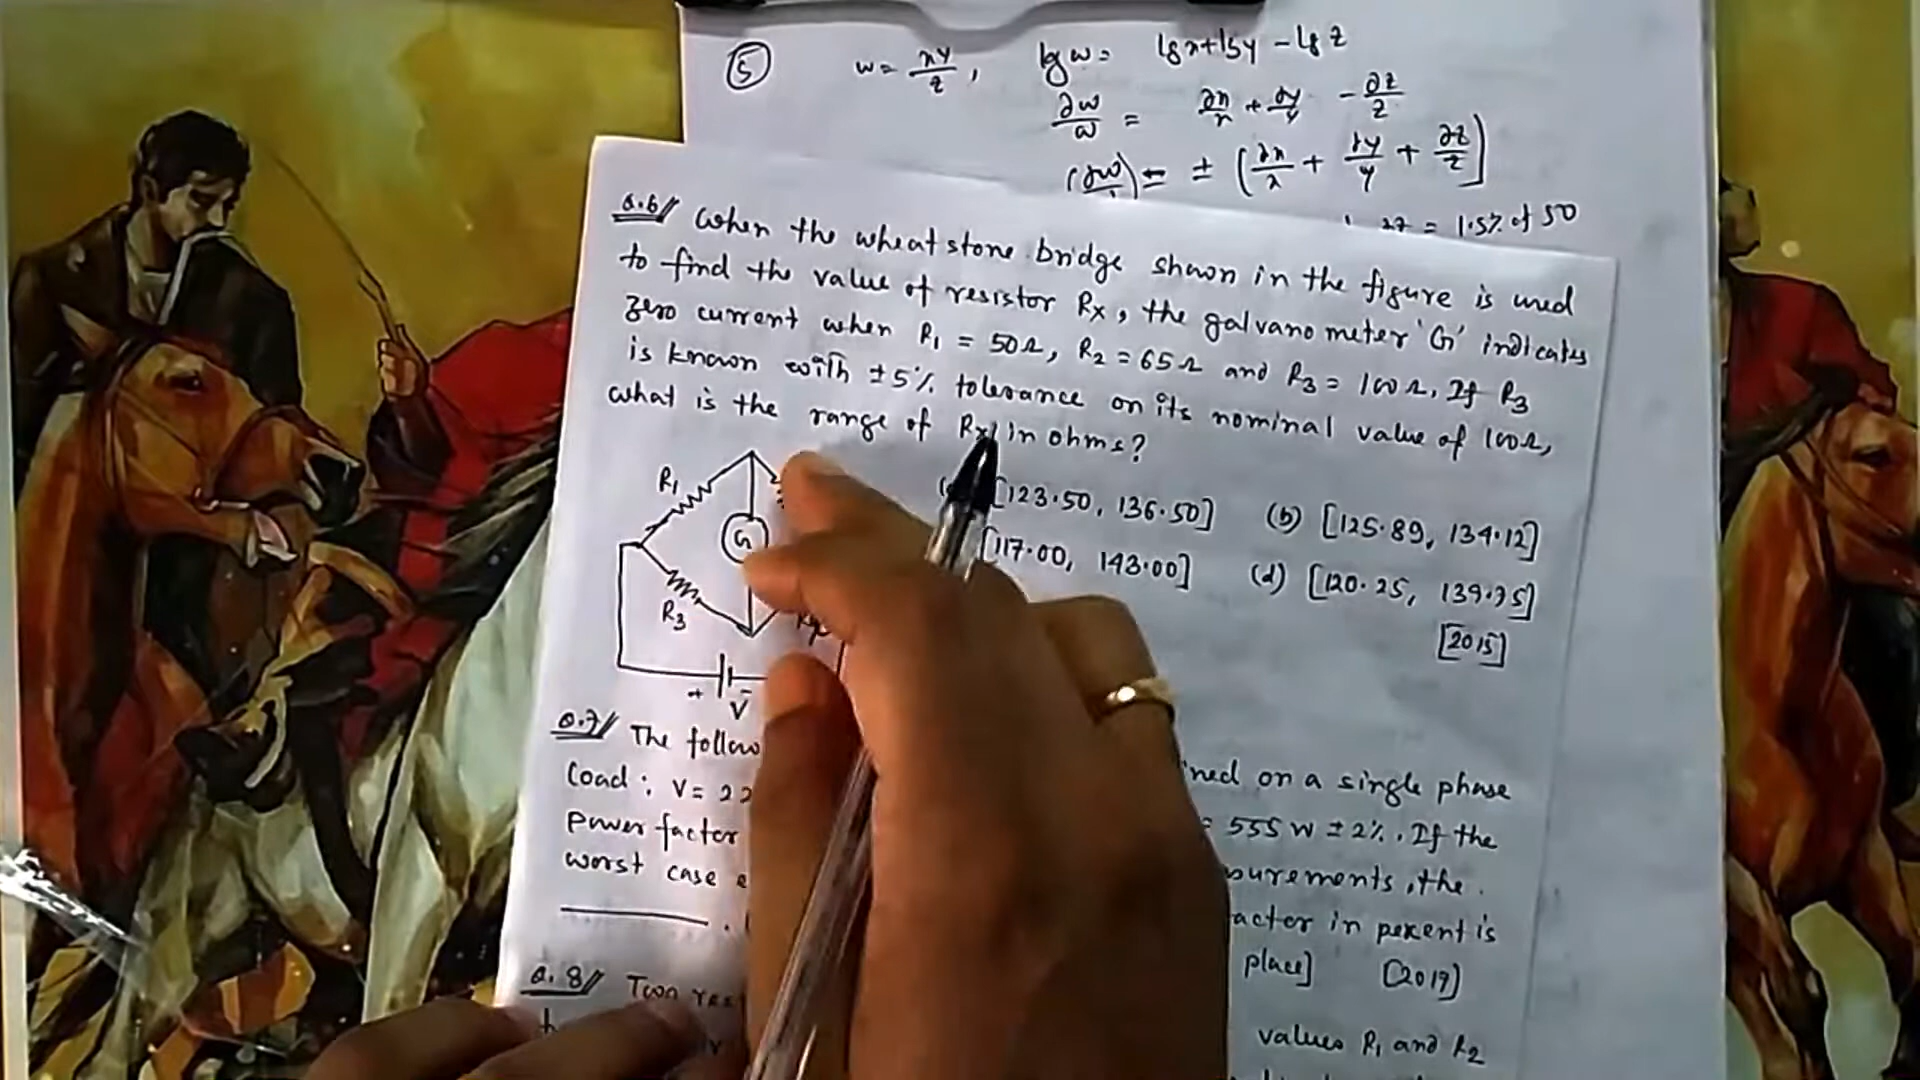 5
w = xy/z , log w = lg x + lg y - lg z
∂w/w = ∂x/x + ∂y/y - ∂z/z
= ± (∂x/x + ∂y/y + ∂z/z]
= 1.5% of 50
Q.6// When the wheatstone bridge shown in the figure is used
to find the value of resistor Rx, the galvanometer 'G' indicates
zero current when R1 = 50Ω, R2 = 65Ω and R3 = 100Ω, If R3
is known with ±5% tolerance on its nominal value of 100Ω,
what is the range of Rx in ohms?
[123.50, 136.50] (b) [125.89, 134.12]
[117.00, 143.00] (d) [120.25, 139.75]
[2015]
R1
G
R3
+ V -
Q.7// The follow
ined on a single phase
Load : V = 22
= 555 W ± 2%. If the
power factor
worst case e
surements, the
actor in percent is
place] [2019]
Q. 8// Two res
values R1 and R2